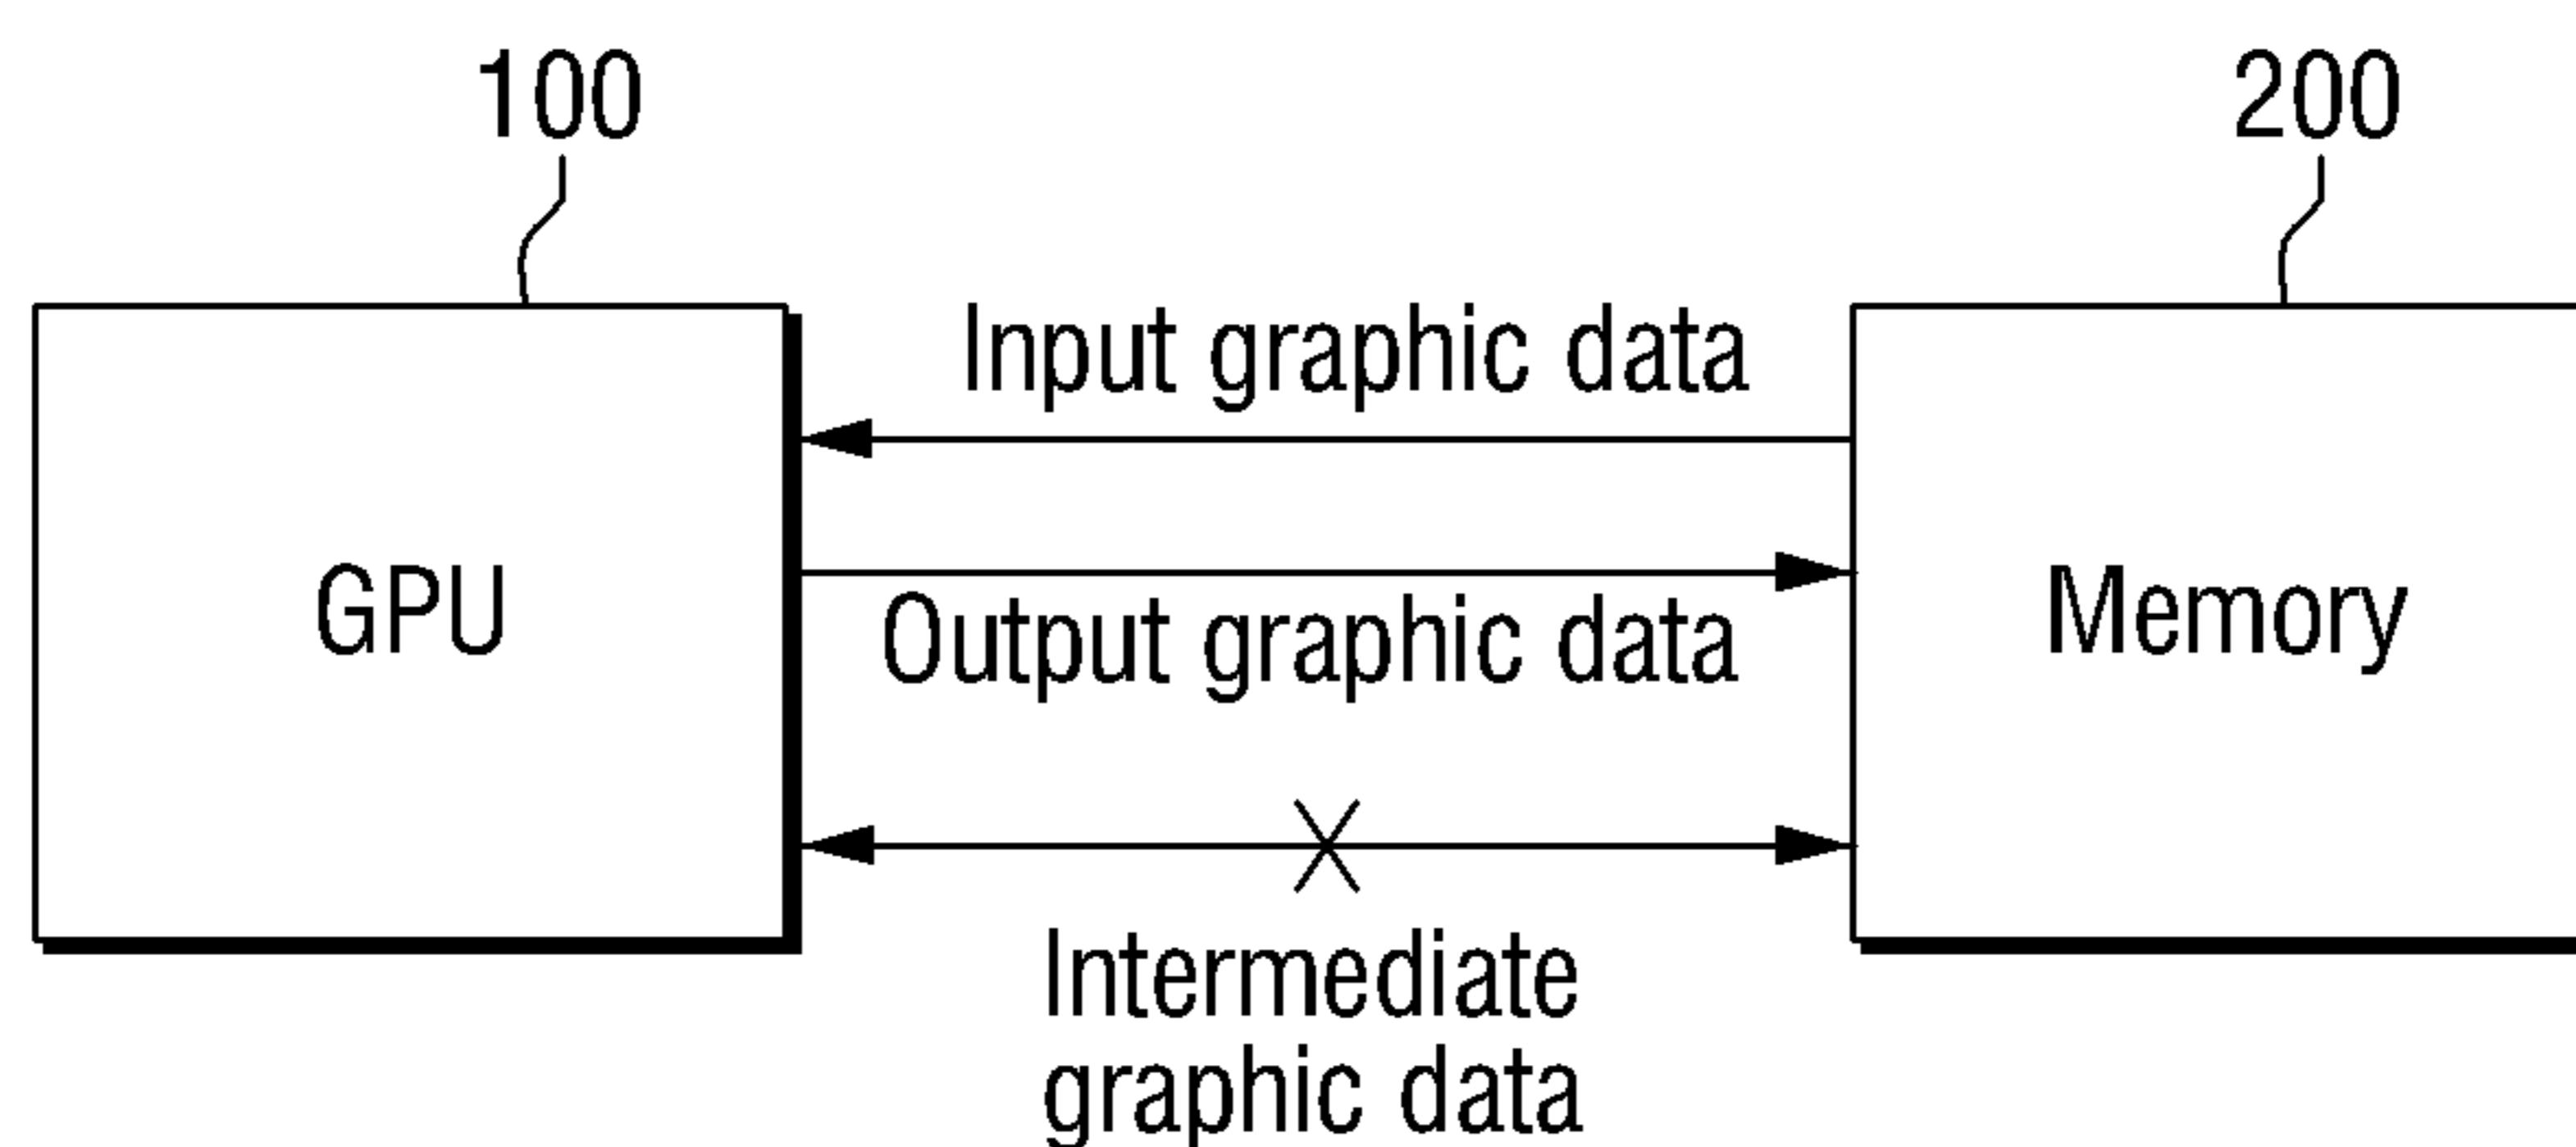 100
200
Input graphic data
GPU
Output graphic data
Memory
Intermediate
graphic data